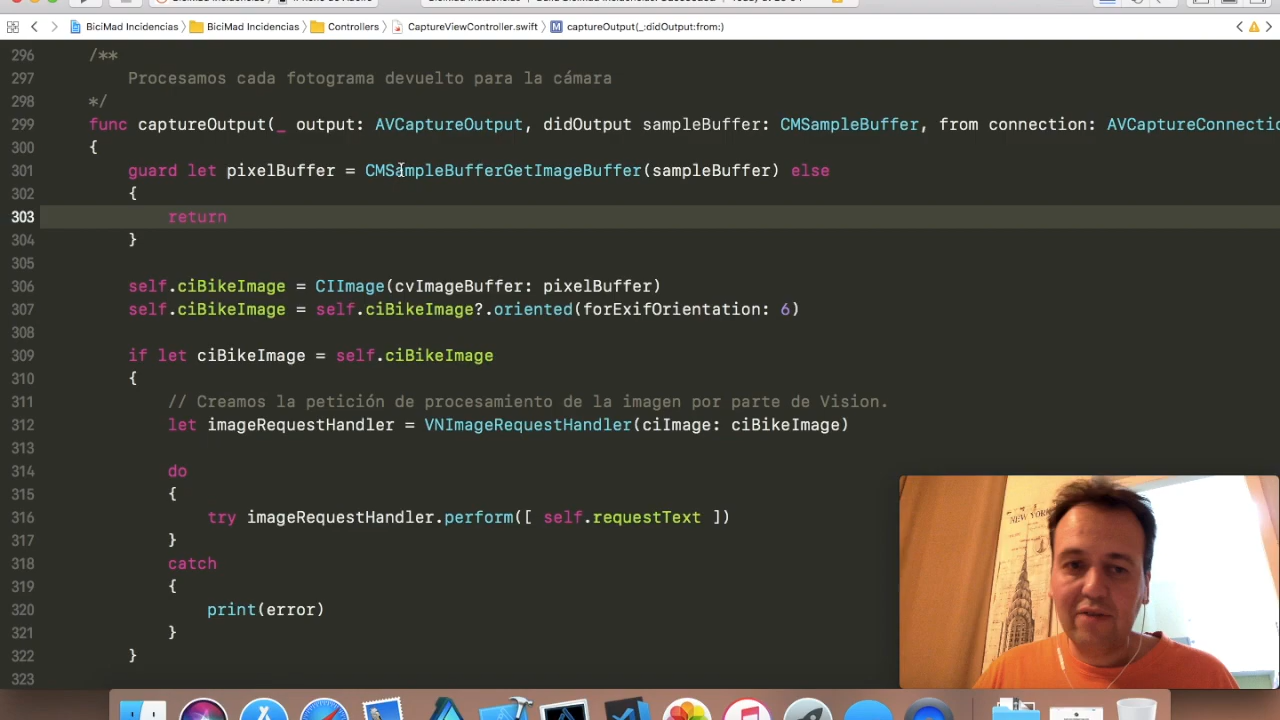 BiciMad Incidencias BiciMad Incidencias Controllers CaptureViewController.swift M captureOutput(_:didOutput:from:)
296 /**
297 Procesamos cada fotograma devuelto para la cámara
298 */
299 func captureOutput(_ output: AVCaptureOutput, didOutput sampleBuffer: CMSampleBuffer, from connection: AVCaptureConnectio
300 {
301 guard let pixelBuffer = CMSampleBufferGetImageBuffer(sampleBuffer) else
302 {
303 return
304 }
305
306 self.ciBikeImage = CIImage(cvImageBuffer: pixelBuffer)
307 self.ciBikeImage = self.ciBikeImage?.oriented(forExifOrientation: 6)
308
309 if let ciBikeImage = self.ciBikeImage
310 {
311 // Creamos la petición de procesamiento de la imagen por parte de Vision.
312 let imageRequestHandler = VNImageRequestHandler(ciImage: ciBikeImage)
313
314 do
315 {
316 try imageRequestHandler.perform([ self.requestText ])
317 }
318 catch
319 {
320 print(error)
321 }
322 }
323
NEW YORK